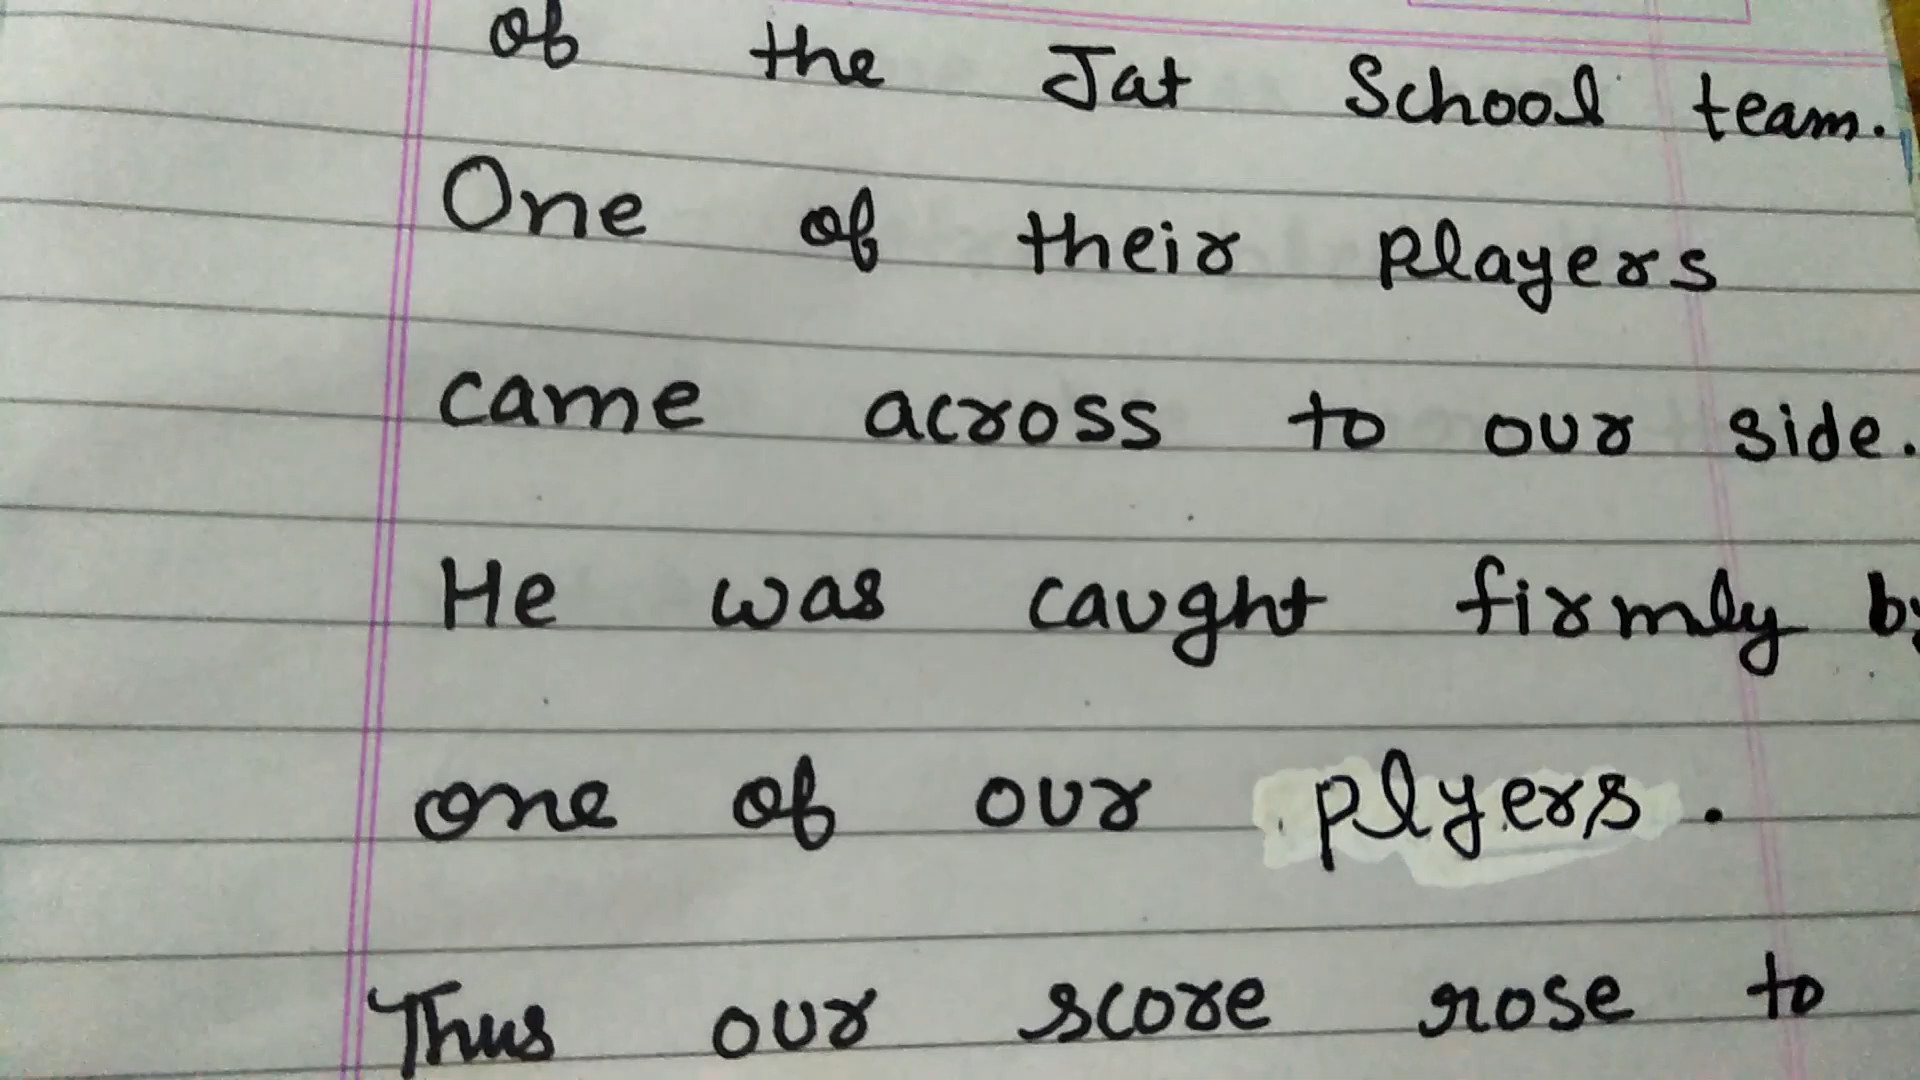 of the Jat School team.
One of their players
came across to our side.
He was caught firmly by
one of our plyers.
Thus our score rose to